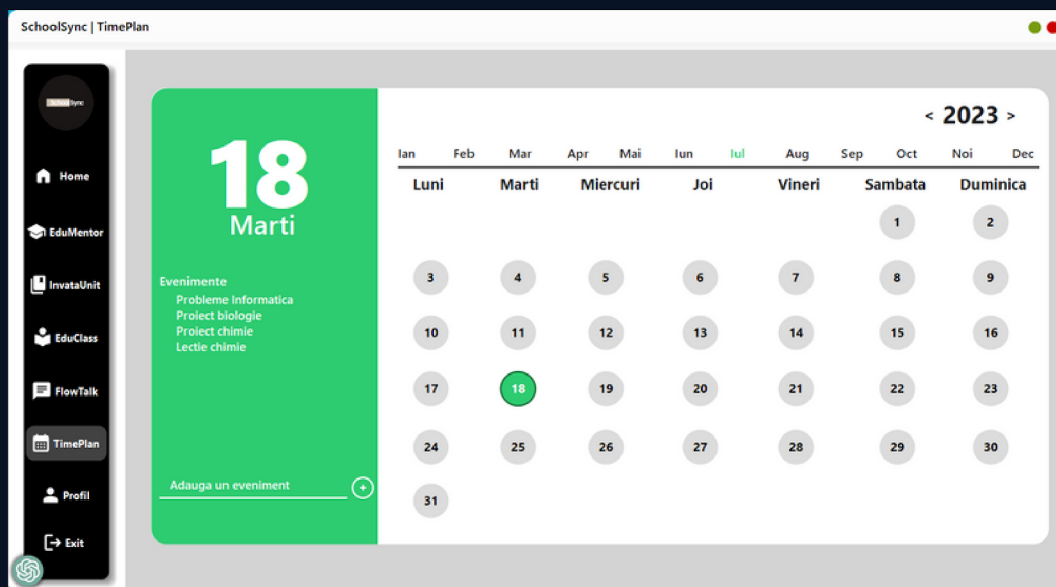 SchoolSync | TimePlan
School Sync
Home
EduMentor
InvataUnit
EduClass
FlowTalk
TimePlan
Profil
Exit
18
Marti
Evenimente
Probleme Informatica
Proiect biologie
Proiect chimie
Lectie chimie
Adauga un eveniment
< 2023 >
Ian Feb Mar Apr Mai Iun Iul Aug Sep Oct Noi Dec
Luni Marti Miercuri Joi Vineri Sambata Duminica
1 2
3 4 5 6 7 8 9
10 11 12 13 14 15 16
17 18 19 20 21 22 23
24 25 26 27 28 29 30
31